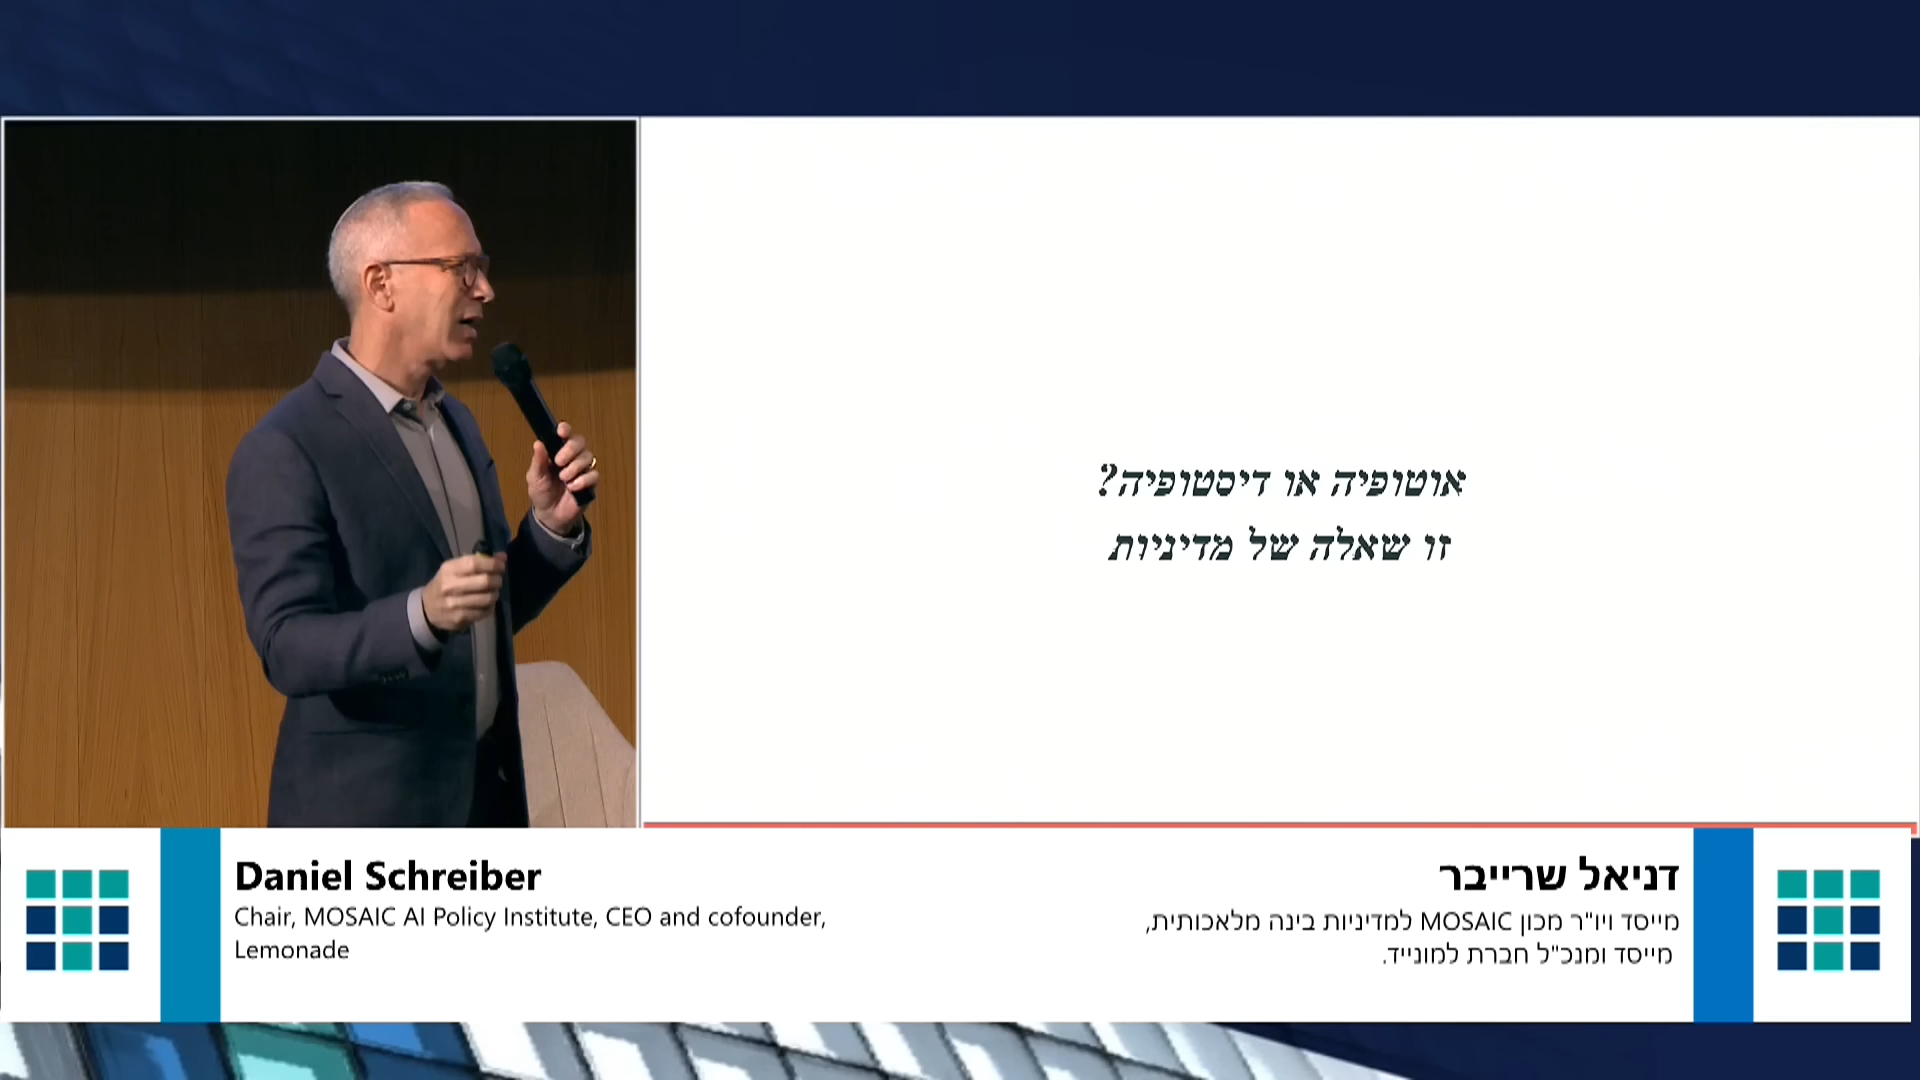 אוטופיה או דיסטופיה?
זו שאלה של מדיניות
Daniel Schreiber
Chair, MOSAIC AI Policy Institute, CEO and cofounder,
Lemonade
דניאל שרייבר
מייסד ויו"ר מכון MOSAIC למדיניות בינה מלאכותית,
מייסד ומנכ"ל חברת למונייד.